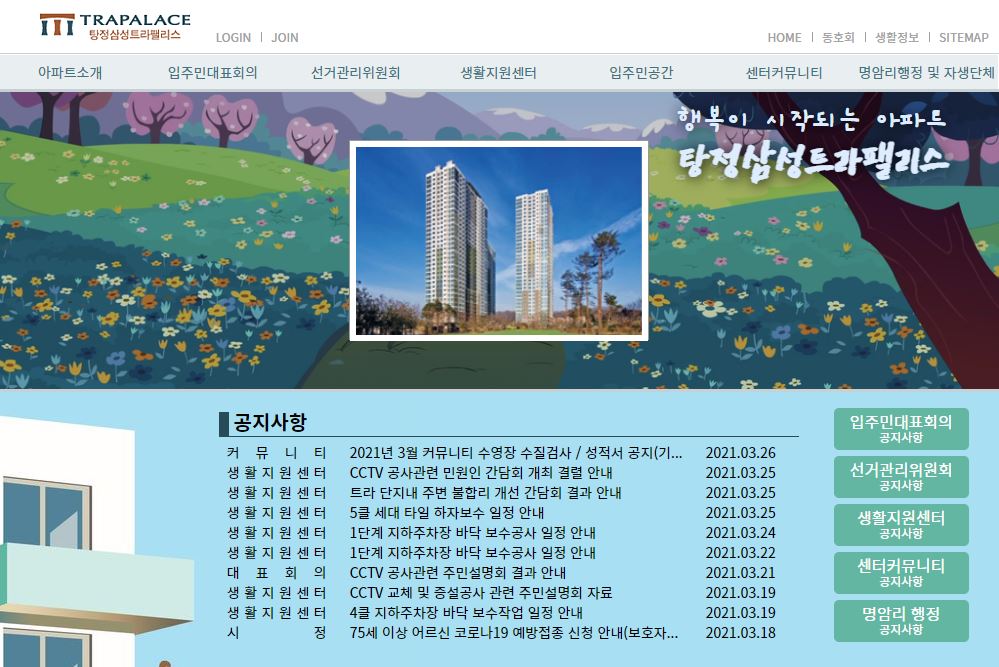 TRAPALACE
탕정삼성트라팰리스
LOGIN | JOIN
HOME | 동호회 | 생활정보 | SITEMAP
아파트소개 입주민대표회의 선거관리위원회 생활지원센터 입주민공간 센터커뮤니티 명암리행정 및 자생단체
행복이 시작되는 아파트
탕정삼성트라팰리스
공지사항
커뮤니티 2021년 3월 커뮤니티 수영장 수질검사 / 성적서 공지(기... 2021.03.26
생활지원센터 CCTV 공사관련 민원인 간담회 개최 결렬 안내 2021.03.25
생활지원센터 트라 단지내 주변 불합리 개선 간담회 결과 안내 2021.03.25
생활지원센터 5클 세대 타일 하자보수 일정 안내 2021.03.25
생활지원센터 1단계 지하주차장 바닥 보수공사 일정 안내 2021.03.24
생활지원센터 1단계 지하주차장 바닥 보수공사 일정 안내 2021.03.22
대표회의 CCTV 공사관련 주민설명회 결과 안내 2021.03.21
생활지원센터 CCTV 교체 및 증설공사 관련 주민설명회 자료 2021.03.19
생활지원센터 4클 지하주차장 바닥 보수작업 일정 안내 2021.03.19
시정 75세 이상 어르신 코로나19 예방접종 신청 안내(보호자... 2021.03.18
입주민대표회의
공지사항
선거관리위원회
공지사항
생활지원센터
공지사항
센터커뮤니티
공지사항
명암리 행정
공지사항